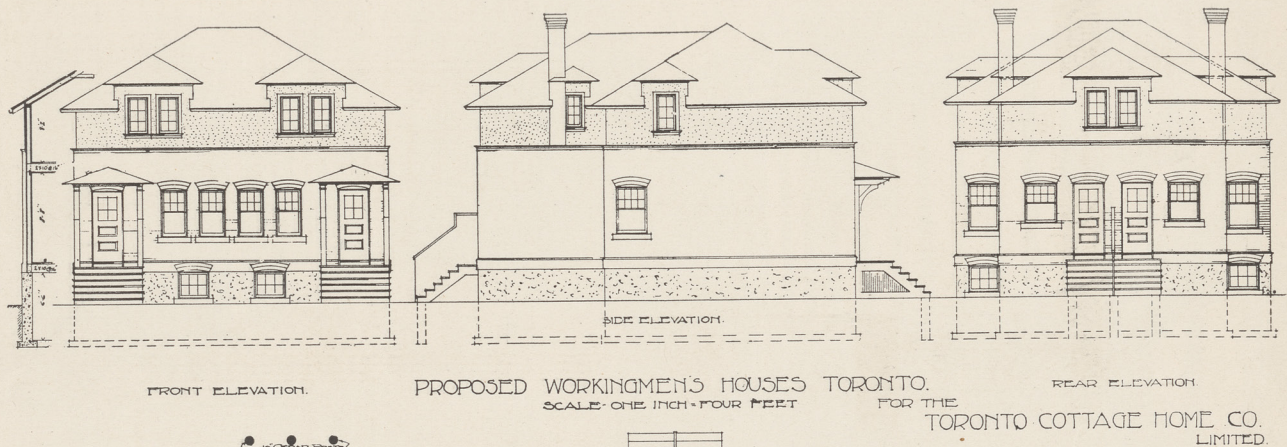 SIDE ELEVATION.
FRONT ELEVATION.
PROPOSED WORKINGMEN'S HOUSES TORONTO.
REAR ELEVATION.
SCALE-ONE INCH=FOUR FEET
FOR THE
TORONTO COTTAGE HOME CO.
LIMITED.